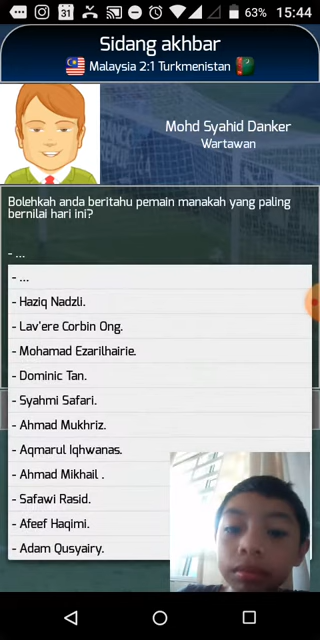 31
63% 15:44
Sidang akhbar
Malaysia 2:1 Turkmenistan
Mohd Syahid Danker
Wartawan
Bolehkah anda beritahu pemain manakah yang paling
bernilai hari ini?
- ...
- ...
- Haziq Nadzli.
- Lav'ere Corbin Ong.
- Mohamad Ezarilhairie.
- Dominic Tan.
- Syahmi Safari.
- Ahmad Mukhriz.
- Aqmarul Iqhwanas.
- Ahmad Mikhail .
- Safawi Rasid.
- Afeef Haqimi.
- Adam Qusyairy.